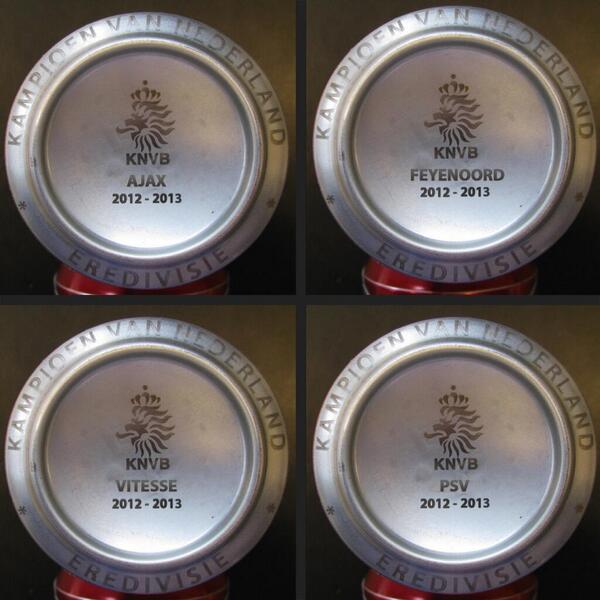 KAMPIOEN VAN NEDERLAND
KNVB
AJAX
2012 - 2013
EREDIVISIE
KAMPIOEN VAN NEDERLAND
KNVB
FEYENOORD
2012 - 2013
EREDIVISIE
KAMPIOEN VAN NEDERLAND
KNVB
VITESSE
2012 - 2013
EREDIVISIE
KAMPIOEN VAN NEDERLAND
KNVB
PSV
2012 - 2013
EREDIVISIE